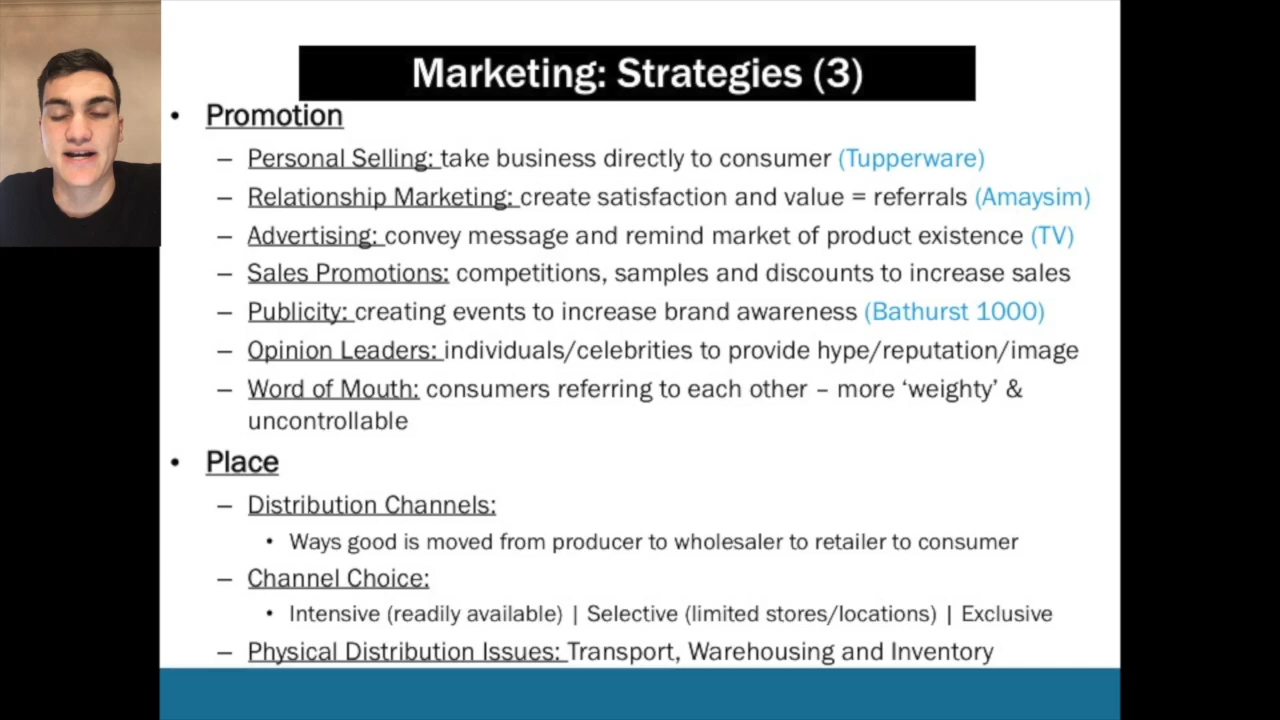 Marketing: Strategies (3)
• Promotion
– Personal Selling: take business directly to consumer (Tupperware)
– Relationship Marketing: create satisfaction and value = referrals (Amaysim)
– Advertising: convey message and remind market of product existence (TV)
– Sales Promotions: competitions, samples and discounts to increase sales
– Publicity: creating events to increase brand awareness (Bathurst 1000)
– Opinion Leaders: individuals/celebrities to provide hype/reputation/image
– Word of Mouth: consumers referring to each other – more ‘weighty’ &
uncontrollable
• Place
– Distribution Channels:
• Ways good is moved from producer to wholesaler to retailer to consumer
– Channel Choice:
• Intensive (readily available) | Selective (limited stores/locations) | Exclusive
– Physical Distribution Issues: Transport, Warehousing and Inventory